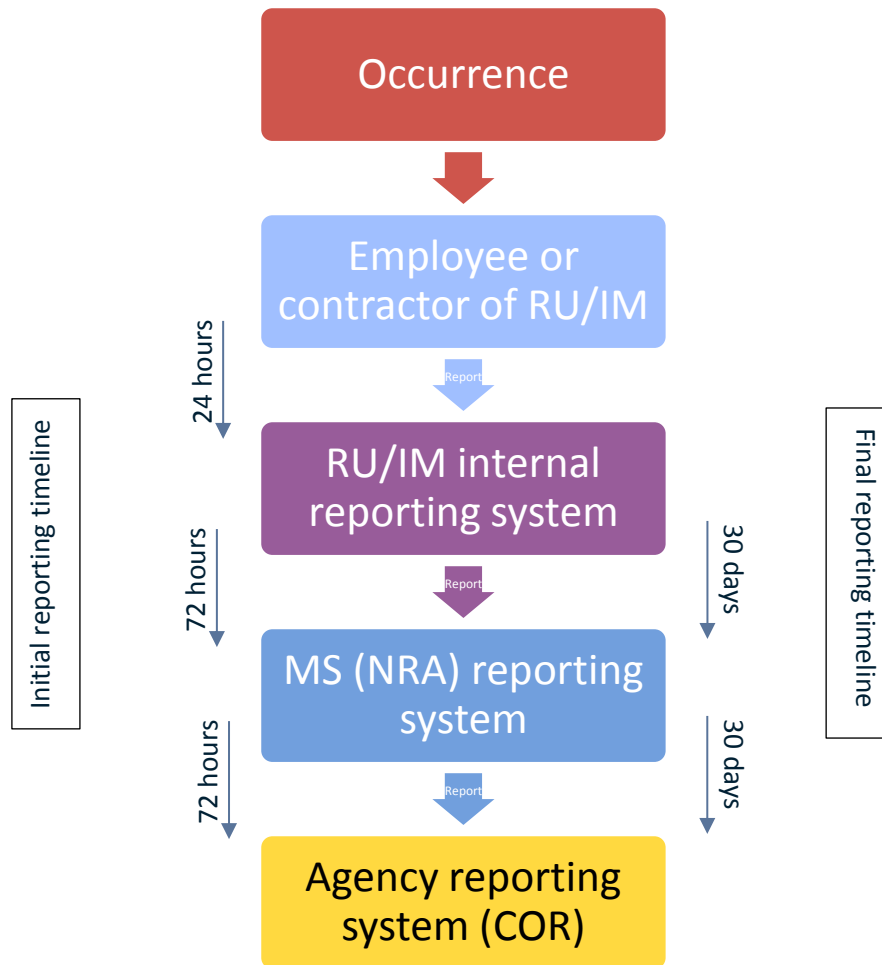 Occurrence
Employee or
contractor of RU/IM
24 hours
Report
Initial reporting timeline
Final reporting timeline
RU/IM internal
reporting system
72 hours
30 days
Report
MS (NRA) reporting
system
72 hours
30 days
Report
Agency reporting
system (COR)